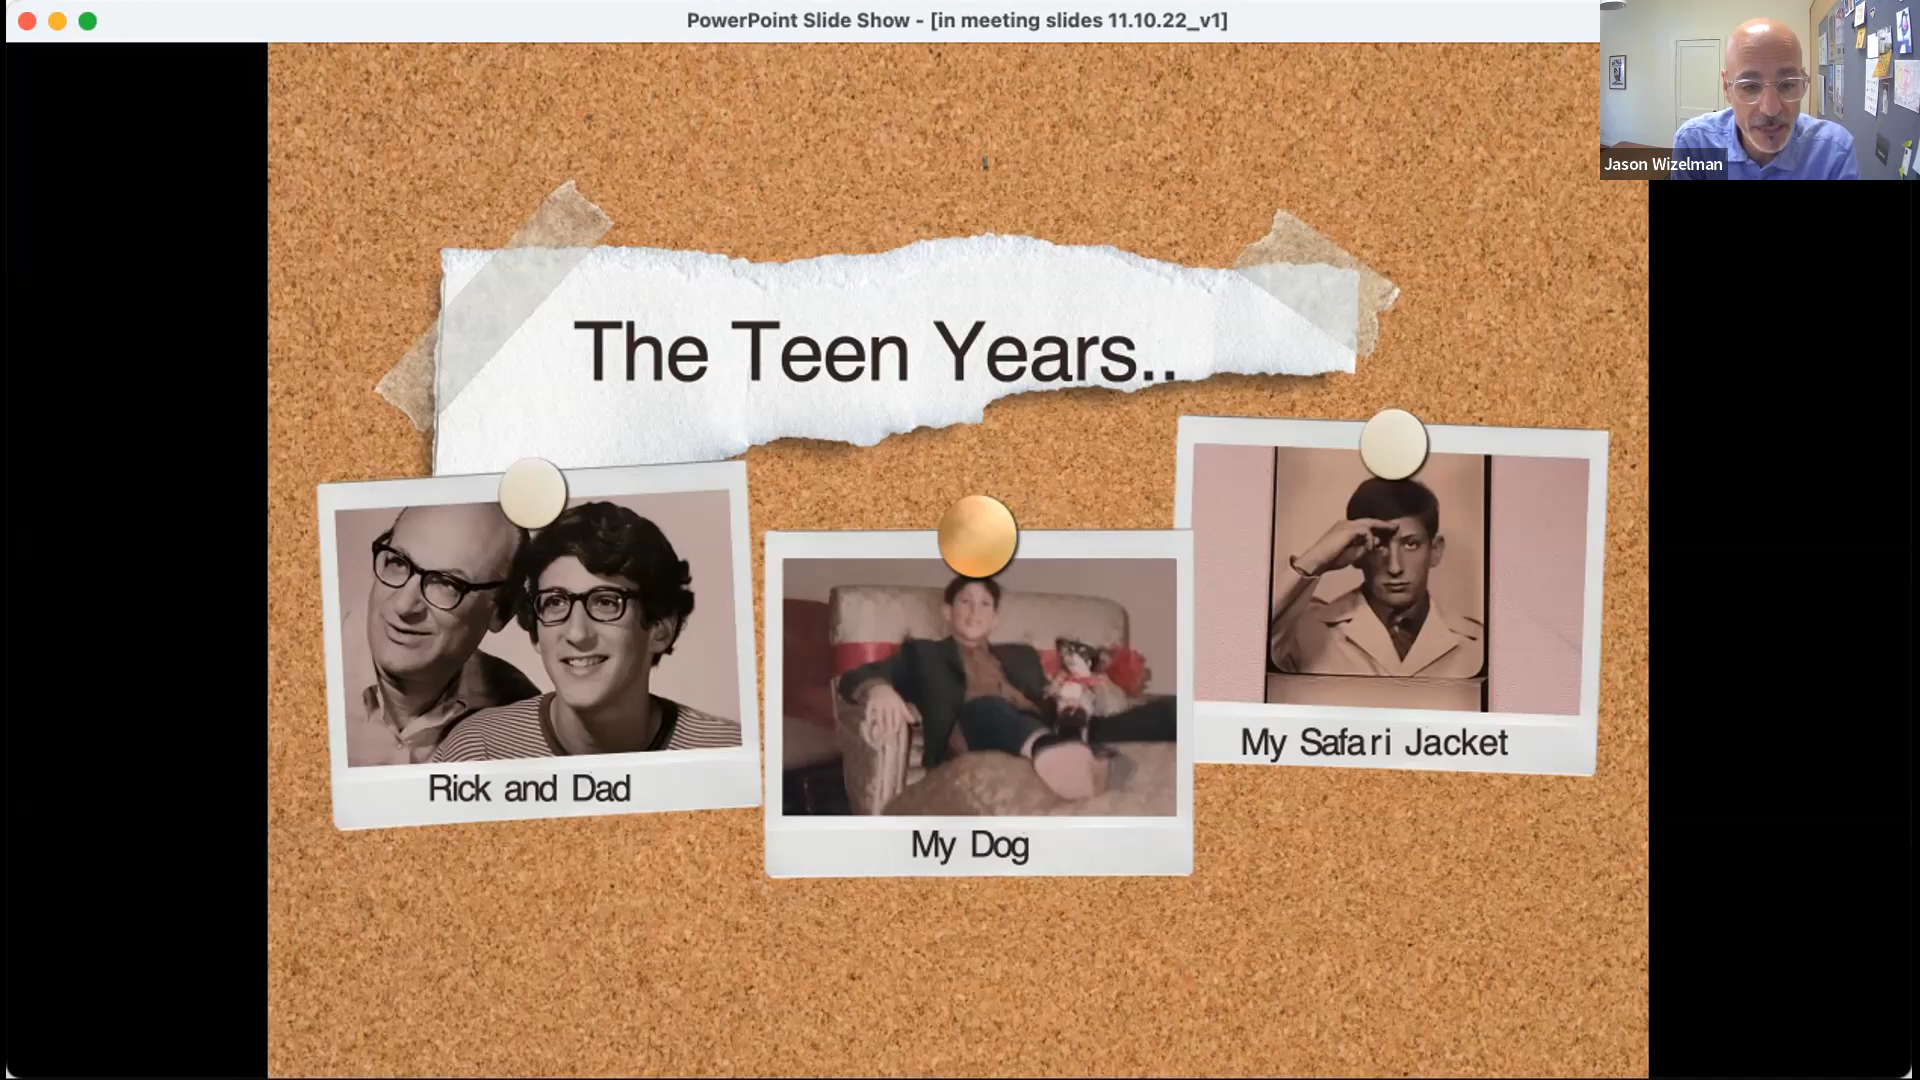 PowerPoint Slide Show - [in meeting slides 11.10.22_v1]
Jason Wizelman
The Teen Years..
Rick and Dad
My Dog
My Safari Jacket